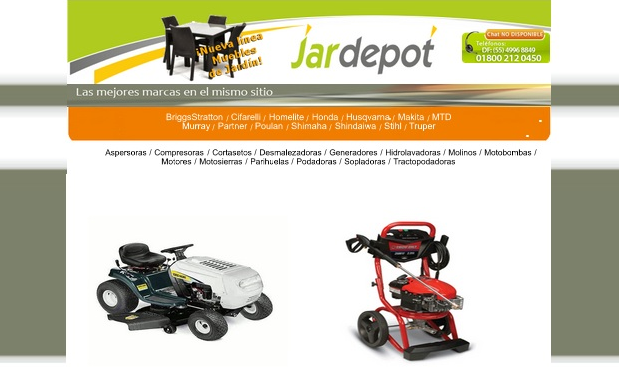 ¡Nueva línea
Muebles
de Jardín!
Jardepot
Chat NO DISPONIBLE
Teléfonos:
DF: (55) 4996 8849
01800 212 0450
Las mejores marcas en el mismo sitio
BriggsStratton / Cifarelli / Homelite / Honda / Husqvarna / Makita / MTD
Murray / Partner / Poulan / Shimaha / Shindaiwa / Stihl / Truper
Aspersoras / Compresoras / Cortasetos / Desmalezadoras / Generadores / Hidrolavadoras / Molinos / Motobombas /
Motores / Motosierras / Parihuelas / Podadoras / Sopladoras / Tractopodadoras